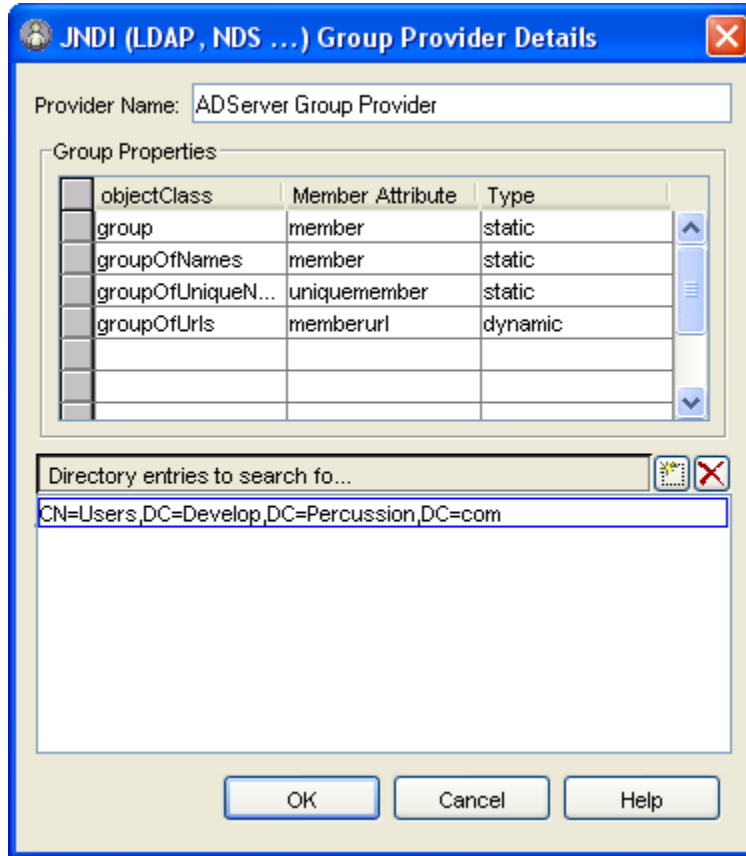 JNDI (LDAP, NDS ...) Group Provider Details
Provider Name: ADServer Group Provider
Group Properties
objectClass Member Attribute Type
group member static
groupOfNames member static
groupOfUniqueN... uniquemember static
groupOfUrls memberurl dynamic
Directory entries to search fo...
CN=Users,DC=Develop,DC=Percussion,DC=com
OK Cancel Help